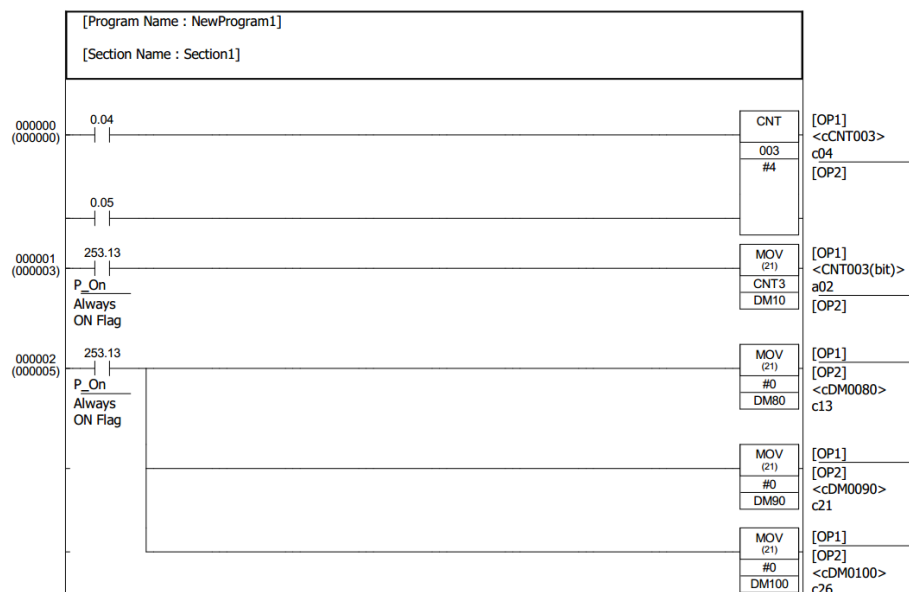 [Program Name : NewProgram1]
[Section Name : Section1]
000000
(000000)
0.04
CNT
003
#4
[OP1]
<cCNT003>
c04
[OP2]
0.05
000001
(000003)
253.13
P_On
Always
ON Flag
MOV
(21)
CNT3
DM10
[OP1]
<CNT003(bit)>
a02
[OP2]
000002
(000005)
253.13
P_On
Always
ON Flag
MOV
(21)
#0
DM80
[OP1]
[OP2]
<cDM0080>
c13
MOV
(21)
#0
DM90
[OP1]
[OP2]
<cDM0090>
c21
MOV
(21)
#0
DM100
[OP1]
[OP2]
<cDM0100>
c26